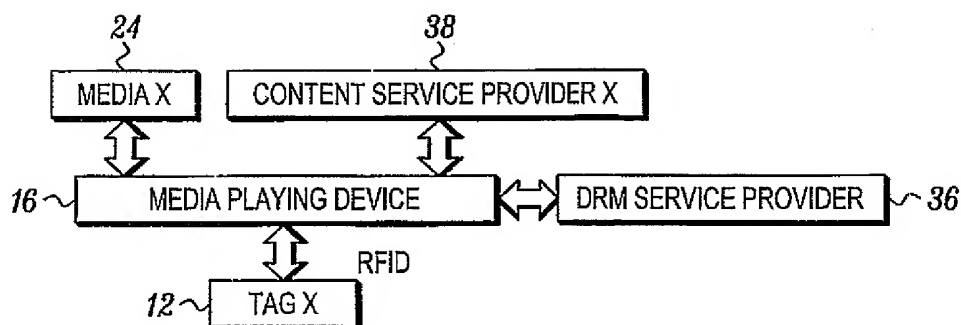 24
38
MEDIA X
CONTENT SERVICE PROVIDER X
16
MEDIA PLAYING DEVICE
DRM SERVICE PROVIDER
36
RFID
12
TAG X